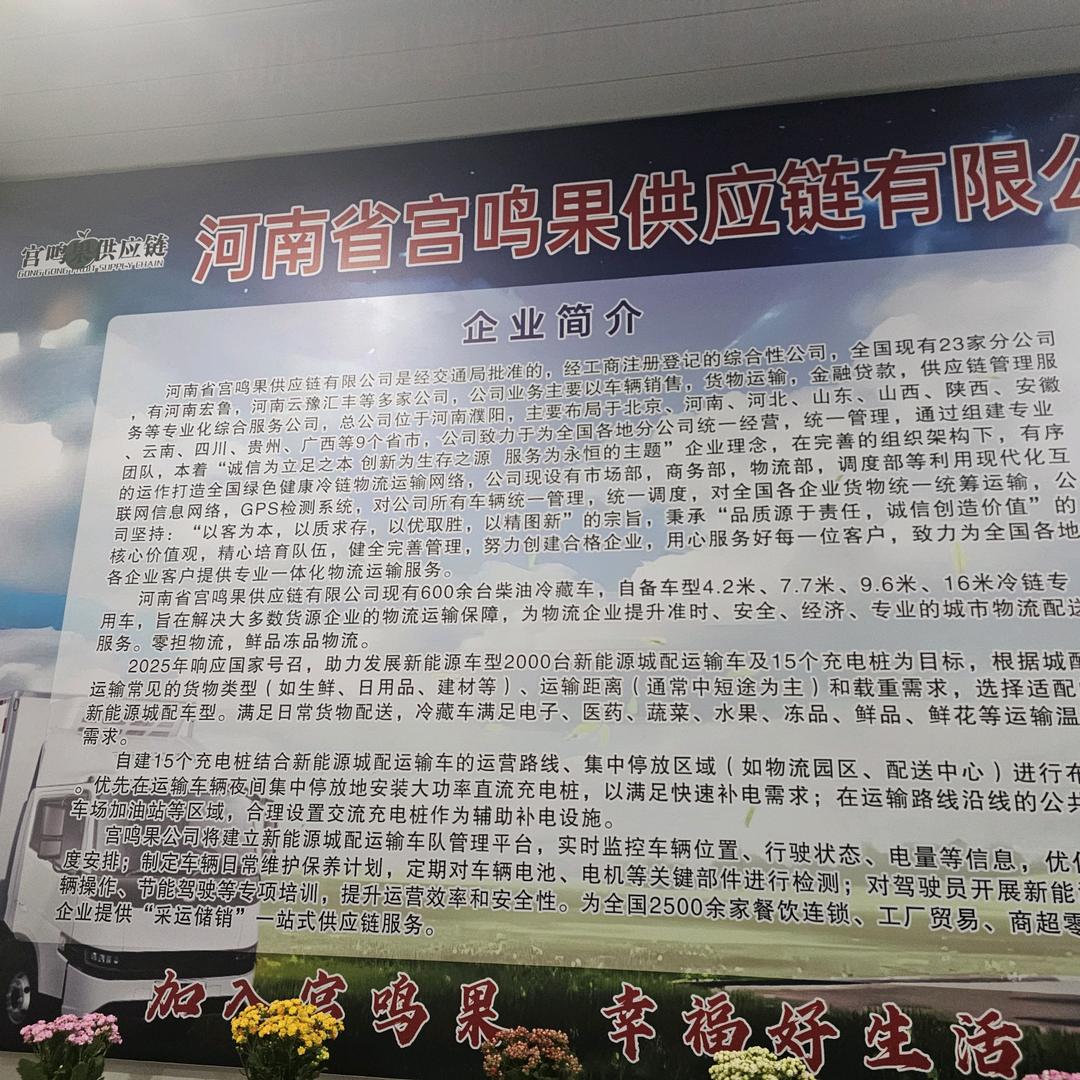 宫鸣果供应链
GONG GONG FRUIT SUPPLY CHAIN
河南省宫鸣果供应链有限公
企业简介
河南省宫鸣果供应链有限公司是经交通局批准的，经工商注册登记的综合性公司，全国现有23家分公司
，有河南宏鲁，河南云豫汇丰等多家公司，公司业务主要以车辆销售，货物运输，金融贷款，供应链管理服
务等专业化综合服务公司，总公司位于河南濮阳，主要布局于北京、河南、河北、山东、山西、陕西、安徽
、云南、四川、贵州、广西等9个省市，公司致力于为全国各地分公司统一经营，统一管理，通过组建专业
团队，本着“诚信为立足之本 创新为生存之源 服务为永恒的主题”企业理念，在完善的组织架构下，有序
的运作打造全国绿色健康冷链物流运输网络，公司现设有市场部，商务部，物流部，调度部等利用现代化互
联网信息网络，GPS检测系统，对公司所有车辆统一管理，统一调度，对全国各企业货物统一统筹运输，公
司坚持：“以客为本，以质求存，以优取胜，以精图新”的宗旨，秉承“品质源于责任，诚信创造价值”的
核心价值观，精心培育队伍，健全完善管理，努力创建合格企业，用心服务好每一位客户，致力为全国各地
各企业客户提供专业一体化物流运输服务。
河南省宫鸣果供应链有限公司现有600余台柴油冷藏车，自备车型4.2米、7.7米、9.6米、16米冷链专
用车，旨在解决大多数货源企业的物流运输保障，为物流企业提升准时、安全、经济、专业的城市物流配送
服务。零担物流，鲜品冻品物流。
2025年响应国家号召，助力发展新能源车型2000台新能源城配运输车及15个充电桩为目标，根据城配
运输常见的货物类型（如生鲜、日用品、建材等）、运输距离（通常中短途为主）和载重需求，选择适配
新能源城配车型。满足日常货物配送，冷藏车满足电子、医药、蔬菜、水果、冻品、鲜品、鲜花等运输温
需求。
自建15个充电桩结合新能源城配运输车的运营路线、集中停放区域（如物流园区、配送中心）进行布
。优先在运输车辆夜间集中停放地安装大功率直流充电桩，以满足快速补电需求；在运输路线沿线的公共
车场加油站等区域，合理设置交流充电桩作为辅助补电设施。
宫鸣果公司将建立新能源城配运输车队管理平台，实时监控车辆位置、行驶状态、电量等信息，优化
度安排；制定车辆日常维护保养计划，定期对车辆电池、电机等关键部件进行检测；对驾驶员开展新能
辆操作、节能驾驶等专项培训，提升运营效率和安全性。为全国2500余家餐饮连锁、工厂贸易、商超零
企业提供“采运储销”一站式供应链服务。
加入宫鸣果 幸福好生活